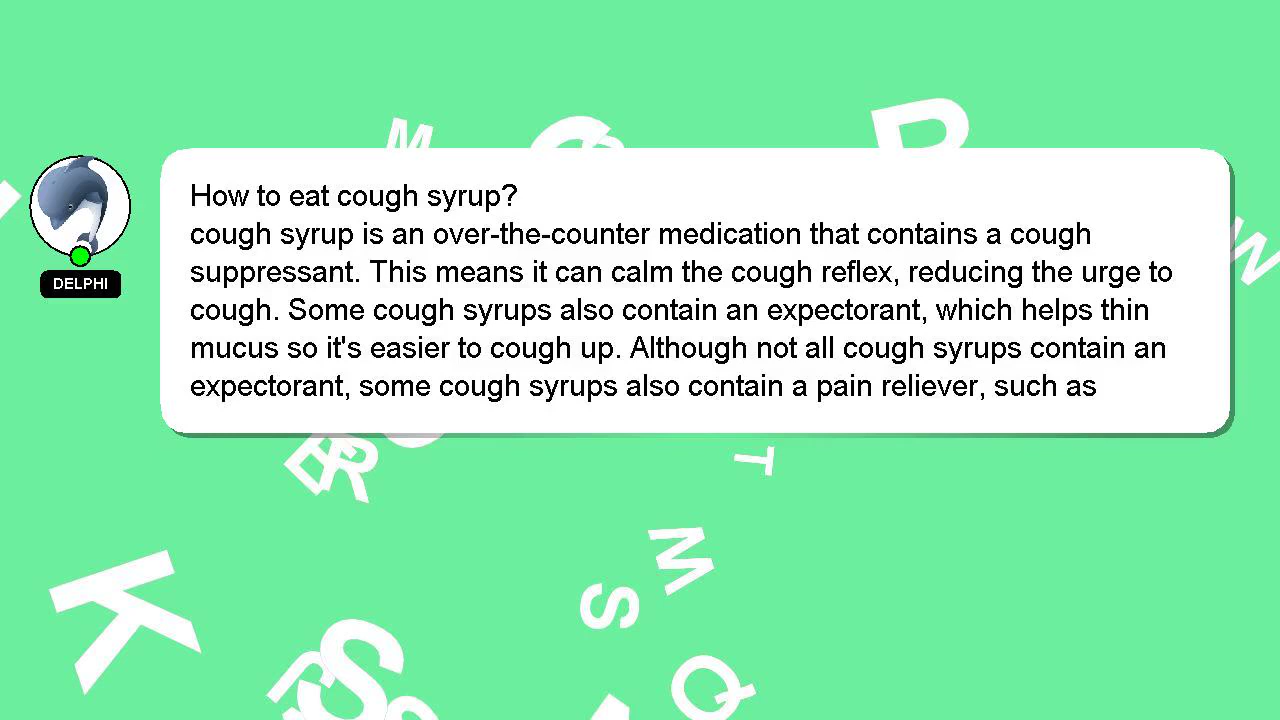 How to eat cough syrup?
cough syrup is an over-the-counter medication that contains a cough
suppressant. This means it can calm the cough reflex, reducing the urge to
cough. Some cough syrups also contain an expectorant, which helps thin
mucus so it's easier to cough up. Although not all cough syrups contain an
expectorant, some cough syrups also contain a pain reliever, such as
DELPHI
M
W
T
K
R
M
S
S
Q